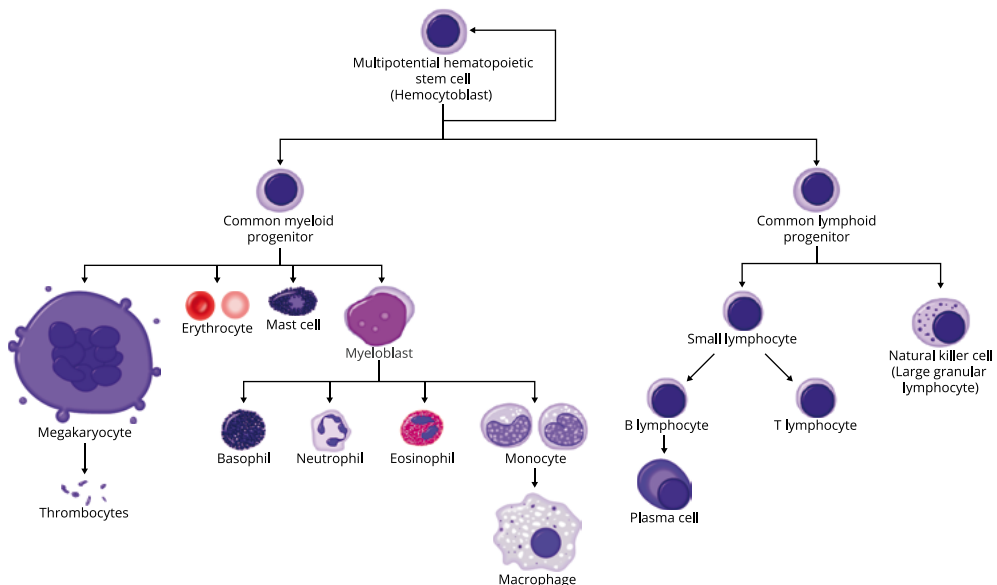 Multipotential hematopoietic
stem cell
(Hemocytoblast)
Common myeloid
progenitor
Common lymphoid
progenitor
Erythrocyte
Mast cell
Myeloblast
Small lymphocyte
Natural killer cell
(Large granular
lymphocyte)
Megakaryocyte
Basophil
Neutrophil
Eosinophil
Monocyte
B lymphocyte
T lymphocyte
Thrombocytes
Plasma cell
Macrophage